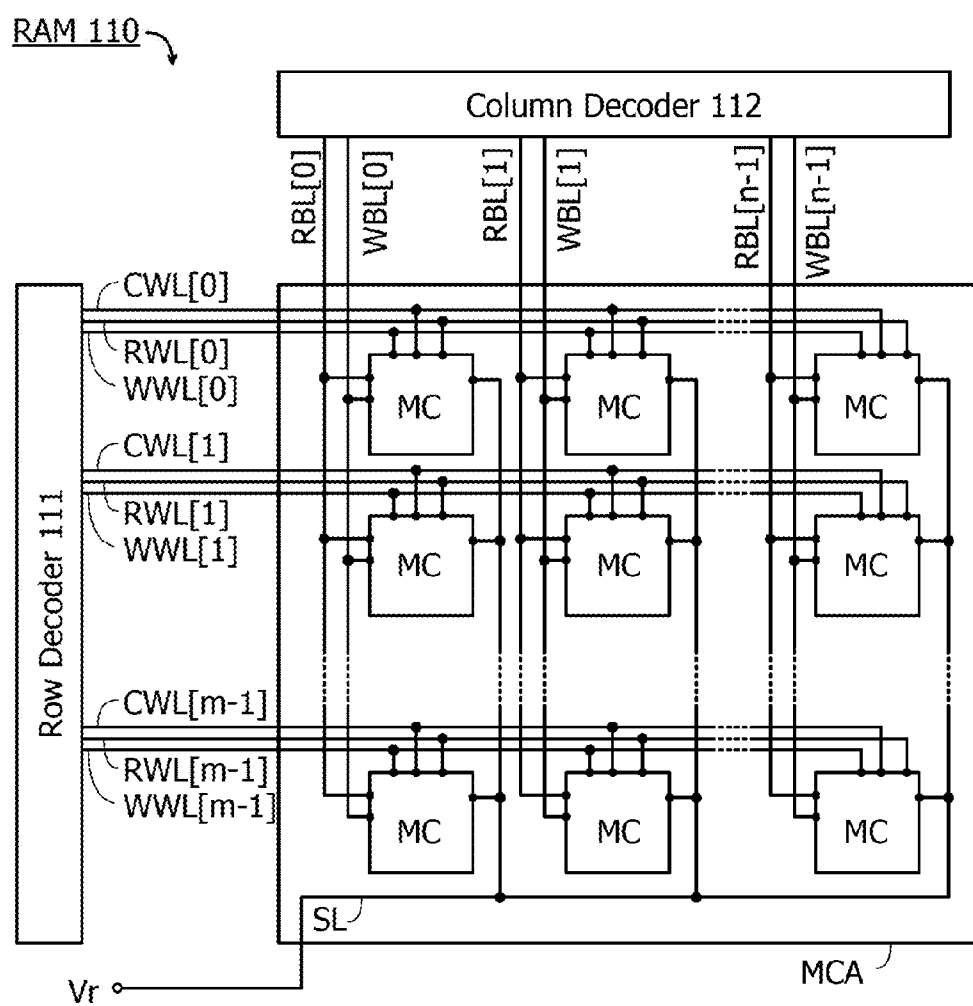 RAM 110
Column Decoder 112
RBL[0]
WBL[0]
RBL[1]
WBL[1]
RBL[n-1]
WBL[n-1]
Row Decoder 111
CWL[0]
RWL[0]
WWL[0]
MC
MC
MC
CWL[1]
RWL[1]
WWL[1]
MC
MC
MC
CWL[m-1]
RWL[m-1]
WWL[m-1]
MC
MC
MC
SL
MCA
Vr